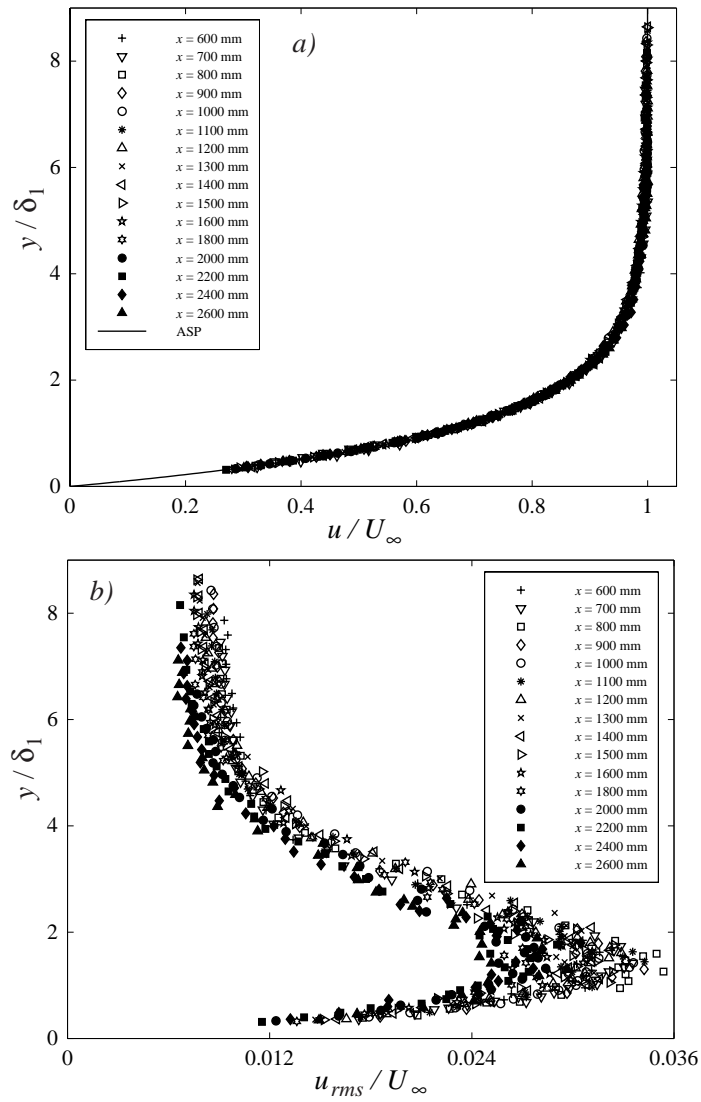 a)
x = 600 mm
x = 700 mm
x = 800 mm
x = 900 mm
x = 1000 mm
x = 1100 mm
x = 1200 mm
x = 1300 mm
x = 1400 mm
x = 1500 mm
x = 1600 mm
x = 1800 mm
x = 2000 mm
x = 2200 mm
x = 2400 mm
x = 2600 mm
ASP
y / δ₁
8
6
4
2
0
0 0.2 0.4 0.6 0.8 1
u / U∞
b)
x = 600 mm
x = 700 mm
x = 800 mm
x = 900 mm
x = 1000 mm
x = 1100 mm
x = 1200 mm
x = 1300 mm
x = 1400 mm
x = 1500 mm
x = 1600 mm
x = 1800 mm
x = 2000 mm
x = 2200 mm
x = 2400 mm
x = 2600 mm
y / δ₁
8
6
4
2
0
0 0.012 0.024 0.036
u_rms / U∞